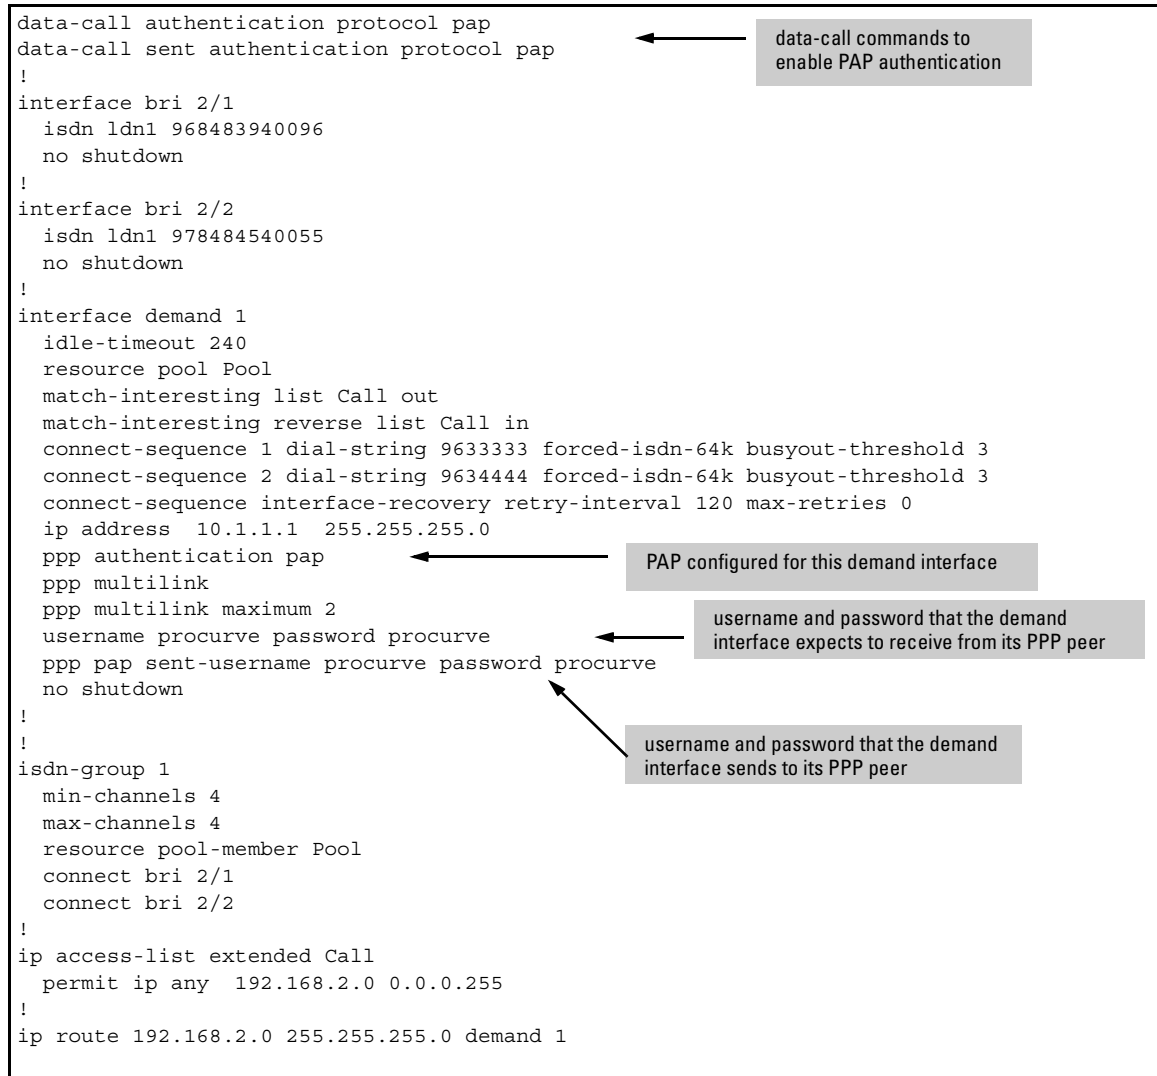 data-call authentication protocol pap
data-call sent authentication protocol pap
data-call commands to
enable PAP authentication
!
interface bri 2/1
  isdn ldn1 968483940096
  no shutdown
!
interface bri 2/2
  isdn ldn1 978484540055
  no shutdown
!
interface demand 1
  idle-timeout 240
  resource pool Pool
  match-interesting list Call out
  match-interesting reverse list Call in
  connect-sequence 1 dial-string 9633333 forced-isdn-64k busyout-threshold 3
  connect-sequence 2 dial-string 9634444 forced-isdn-64k busyout-threshold 3
  connect-sequence interface-recovery retry-interval 120 max-retries 0
  ip address  10.1.1.1  255.255.255.0
  ppp authentication pap
PAP configured for this demand interface
  ppp multilink
  ppp multilink maximum 2
  username procurve password procurve
username and password that the demand
interface expects to receive from its PPP peer
  ppp pap sent-username procurve password procurve
  no shutdown
!
!
username and password that the demand
interface sends to its PPP peer
isdn-group 1
  min-channels 4
  max-channels 4
  resource pool-member Pool
  connect bri 2/1
  connect bri 2/2
!
ip access-list extended Call
  permit ip any  192.168.2.0 0.0.0.255
!
ip route 192.168.2.0 255.255.255.0 demand 1